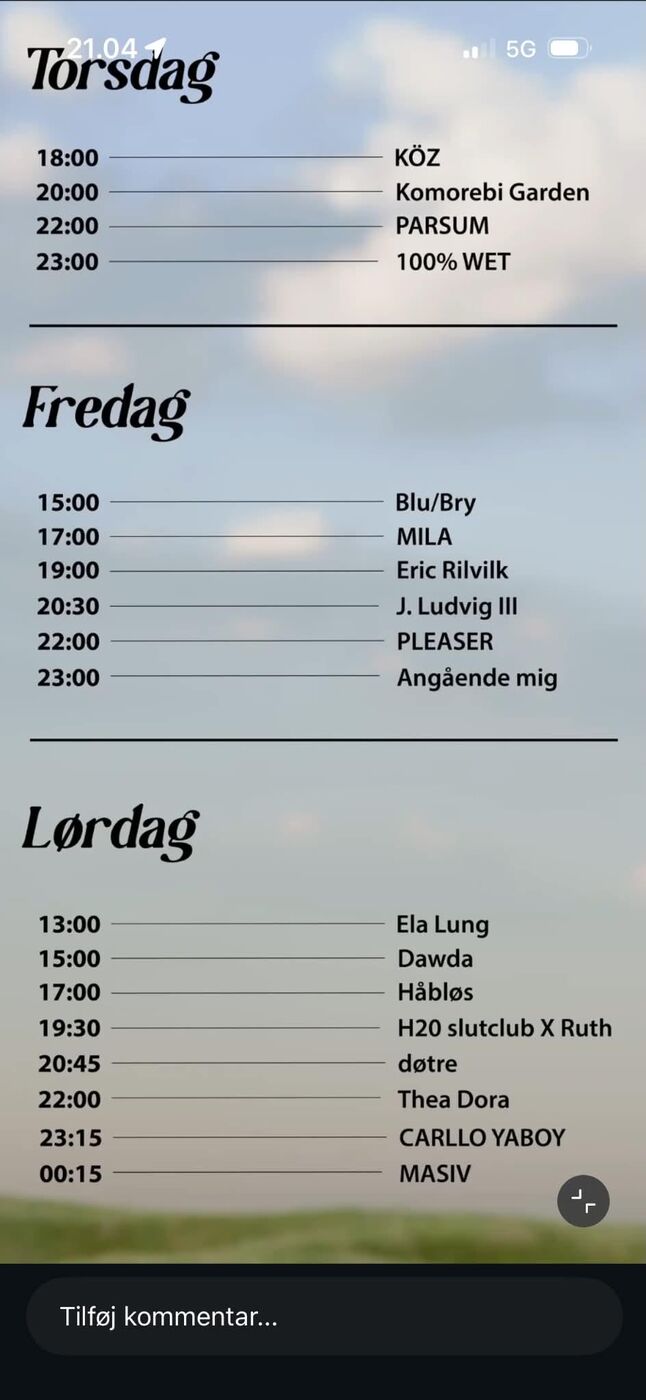 21.04
5G
Torsdag
18:00 KÖZ
20:00 Komorebi Garden
22:00 PARSUM
23:00 100% WET
Fredag
15:00 Blu/Bry
17:00 MILA
19:00 Eric Rilvilk
20:30 J. Ludvig III
22:00 PLEASER
23:00 Angående mig
Lørdag
13:00 Ela Lung
15:00 Dawda
17:00 Håbløs
19:30 H20 slutclub X Ruth
20:45 døtre
22:00 Thea Dora
23:15 CARLLO YABOY
00:15 MASIV
Tilføj kommentar...